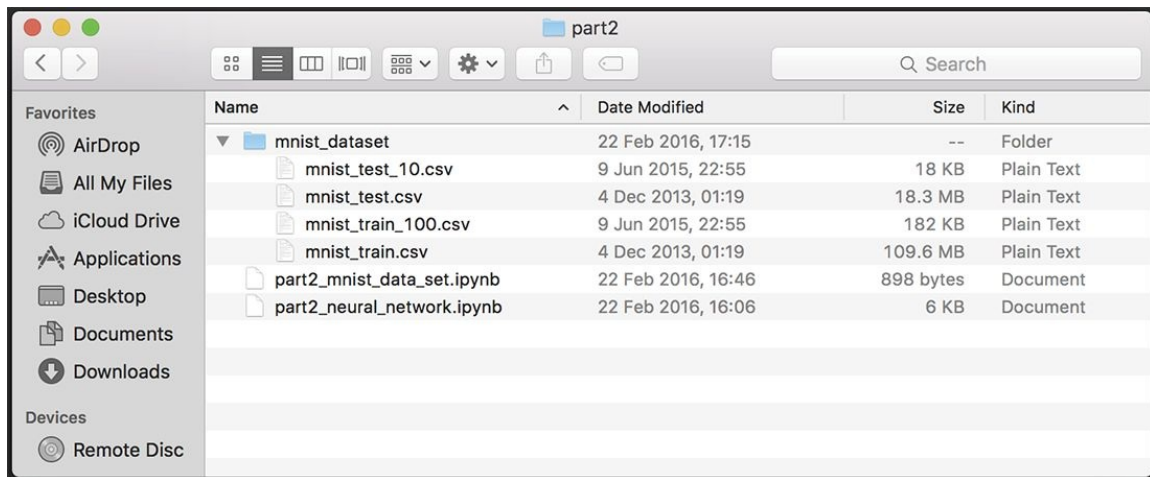 part2
Search
Favorites
AirDrop
All My Files
iCloud Drive
Applications
Desktop
Documents
Downloads
Devices
Remote Disc
Name Date Modified Size Kind
mnist_dataset 22 Feb 2016, 17:15 -- Folder
mnist_test_10.csv 9 Jun 2015, 22:55 18 KB Plain Text
mnist_test.csv 4 Dec 2013, 01:19 18.3 MB Plain Text
mnist_train_100.csv 9 Jun 2015, 22:55 182 KB Plain Text
mnist_train.csv 4 Dec 2013, 01:19 109.6 MB Plain Text
part2_mnist_data_set.ipynb 22 Feb 2016, 16:46 898 bytes Document
part2_neural_network.ipynb 22 Feb 2016, 16:06 6 KB Document